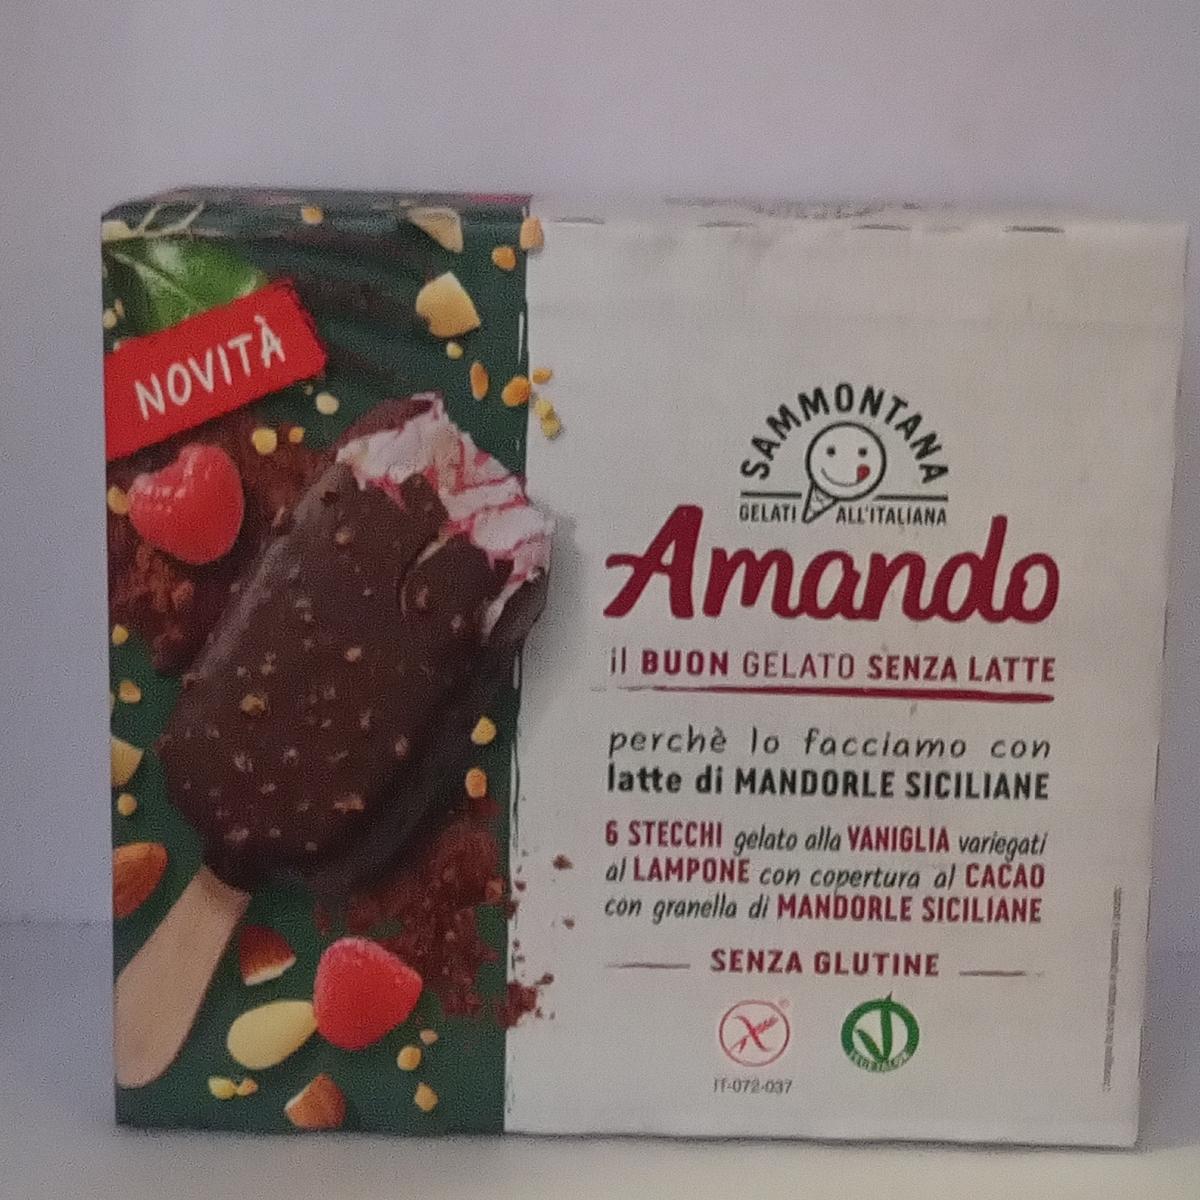 NOVITÀ
SAMMONTANA
GELATI ALL'ITALIANA
Amando
il BUON GELATO SENZA LATTE
perchè lo facciamo con
latte di MANDORLE SICILIANE
6 STECCHI gelato alla VANIGLIA variegati
al LAMPONE con copertura al CACAO
con granella di MANDORLE SICILIANE
SENZA GLUTINE
IT-072-037